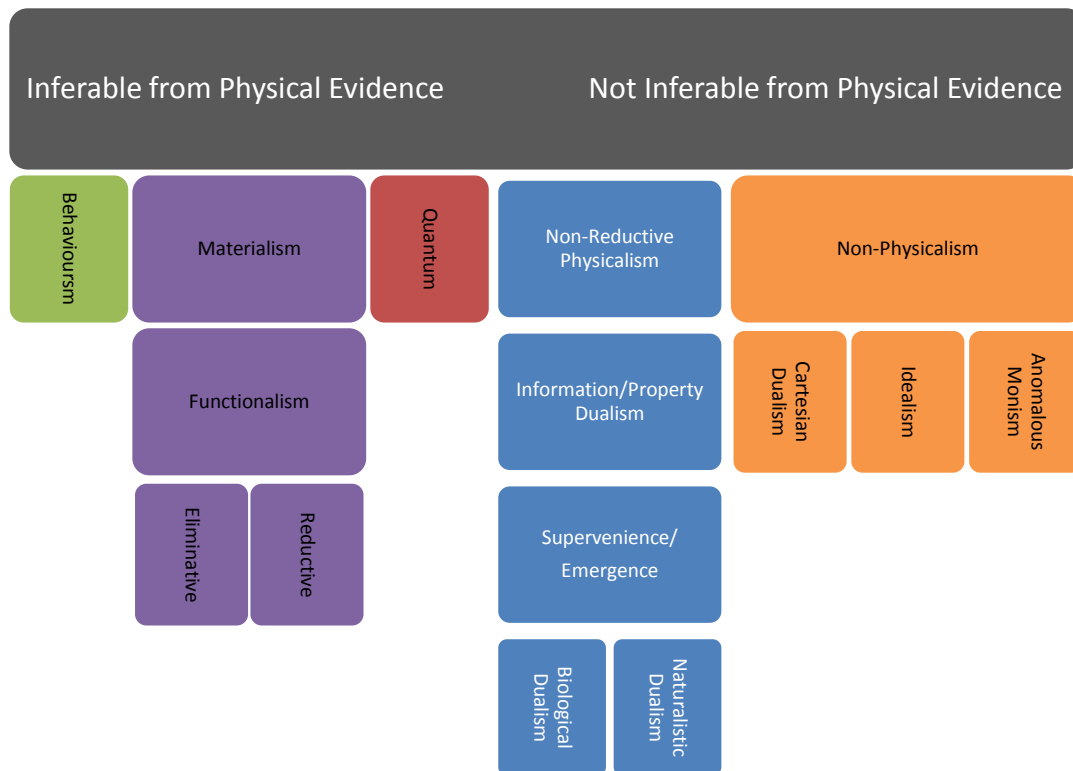 Inferable from Physical Evidence
Not Inferable from Physical Evidence
Behavioursm
Materialism
Quantum
Non-Reductive
Physicalism
Non-Physicalism
Functionalism
Information/Property
Dualism
Cartesian
Dualism
Idealism
Anomalous
Monism
Eliminative
Reductive
Supervenience/
Emergence
Biological
Dualism
Naturalistic
Dualism